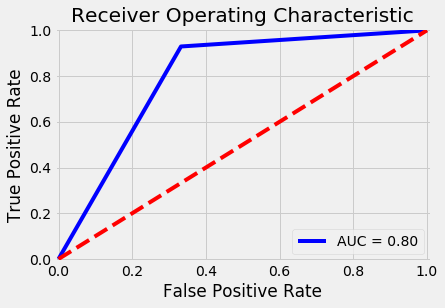 Receiver Operating Characteristic
True Positive Rate
1.0
0.8
0.6
0.4
0.2
0.0
AUC = 0.80
0.0 0.2 0.4 0.6 0.8 1.0
False Positive Rate